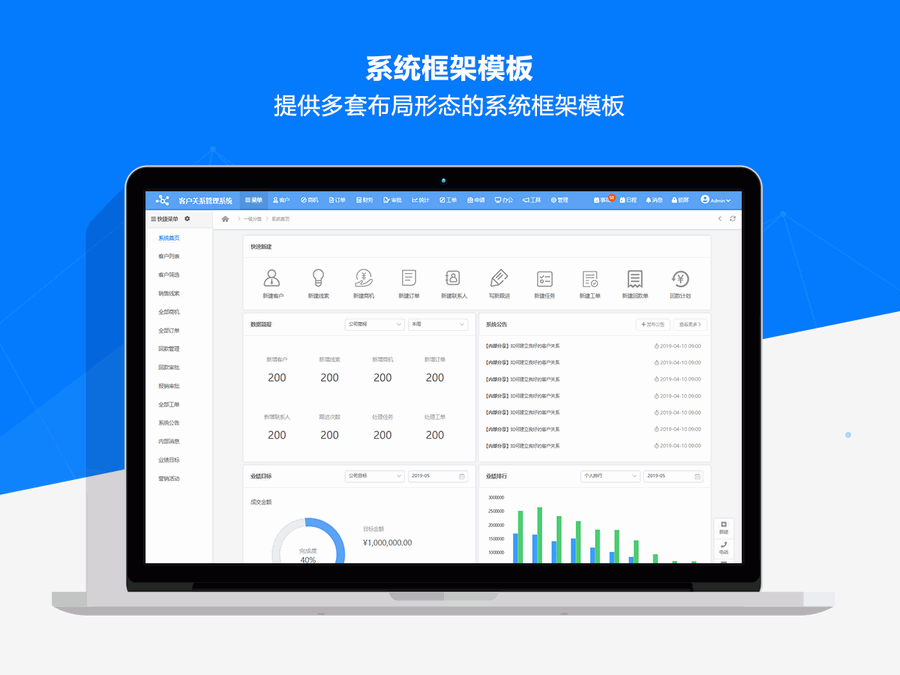 系统框架模板
提供多套布局形态的系统框架模板
客户关系管理系统 菜单 客户 商机 订单 财务 审批 统计 工单 申请 办公 工具 管理 日程 消息 锁屏 Admin
快捷菜单 一级分类 系统首页
系统首页
客户列表
客户筛选
销售线索
全部商机
全部订单
回款管理
回款审批
报销审批
全部工单
系统公告
内部消息
业绩目标
营销活动
快速新建
新建客户 新建线索 新建商机 新建订单 新建联系人 写新跟进 新建任务 新建工单 新建回款单 回款计划
数据简报 本周
新增客户 新增线索 新增商机 新增订单
200 200 200 200
新增联系人 跟进次数 处理任务 处理工单
200 200 200 200
系统公告 发布公告 查看更多
【内部分享】如何建立良好的客户关系 2019-04-10 09:00
【内部分享】如何建立良好的客户关系 2019-04-10 09:00
【内部分享】如何建立良好的客户关系 2019-04-10 09:00
【内部分享】如何建立良好的客户关系 2019-04-10 09:00
【内部分享】如何建立良好的客户关系 2019-04-10 09:00
【内部分享】如何建立良好的客户关系 2019-04-10 09:00
【内部分享】如何建立良好的客户关系 2019-04-10 09:00
业绩目标 公司目标 2019-05
成交金额
完成度
40%
目标金额
¥1,000,000.00
业绩排行 个人排行 2019-05
3000000
2500000
2000000
1500000
1000000
新建
电话